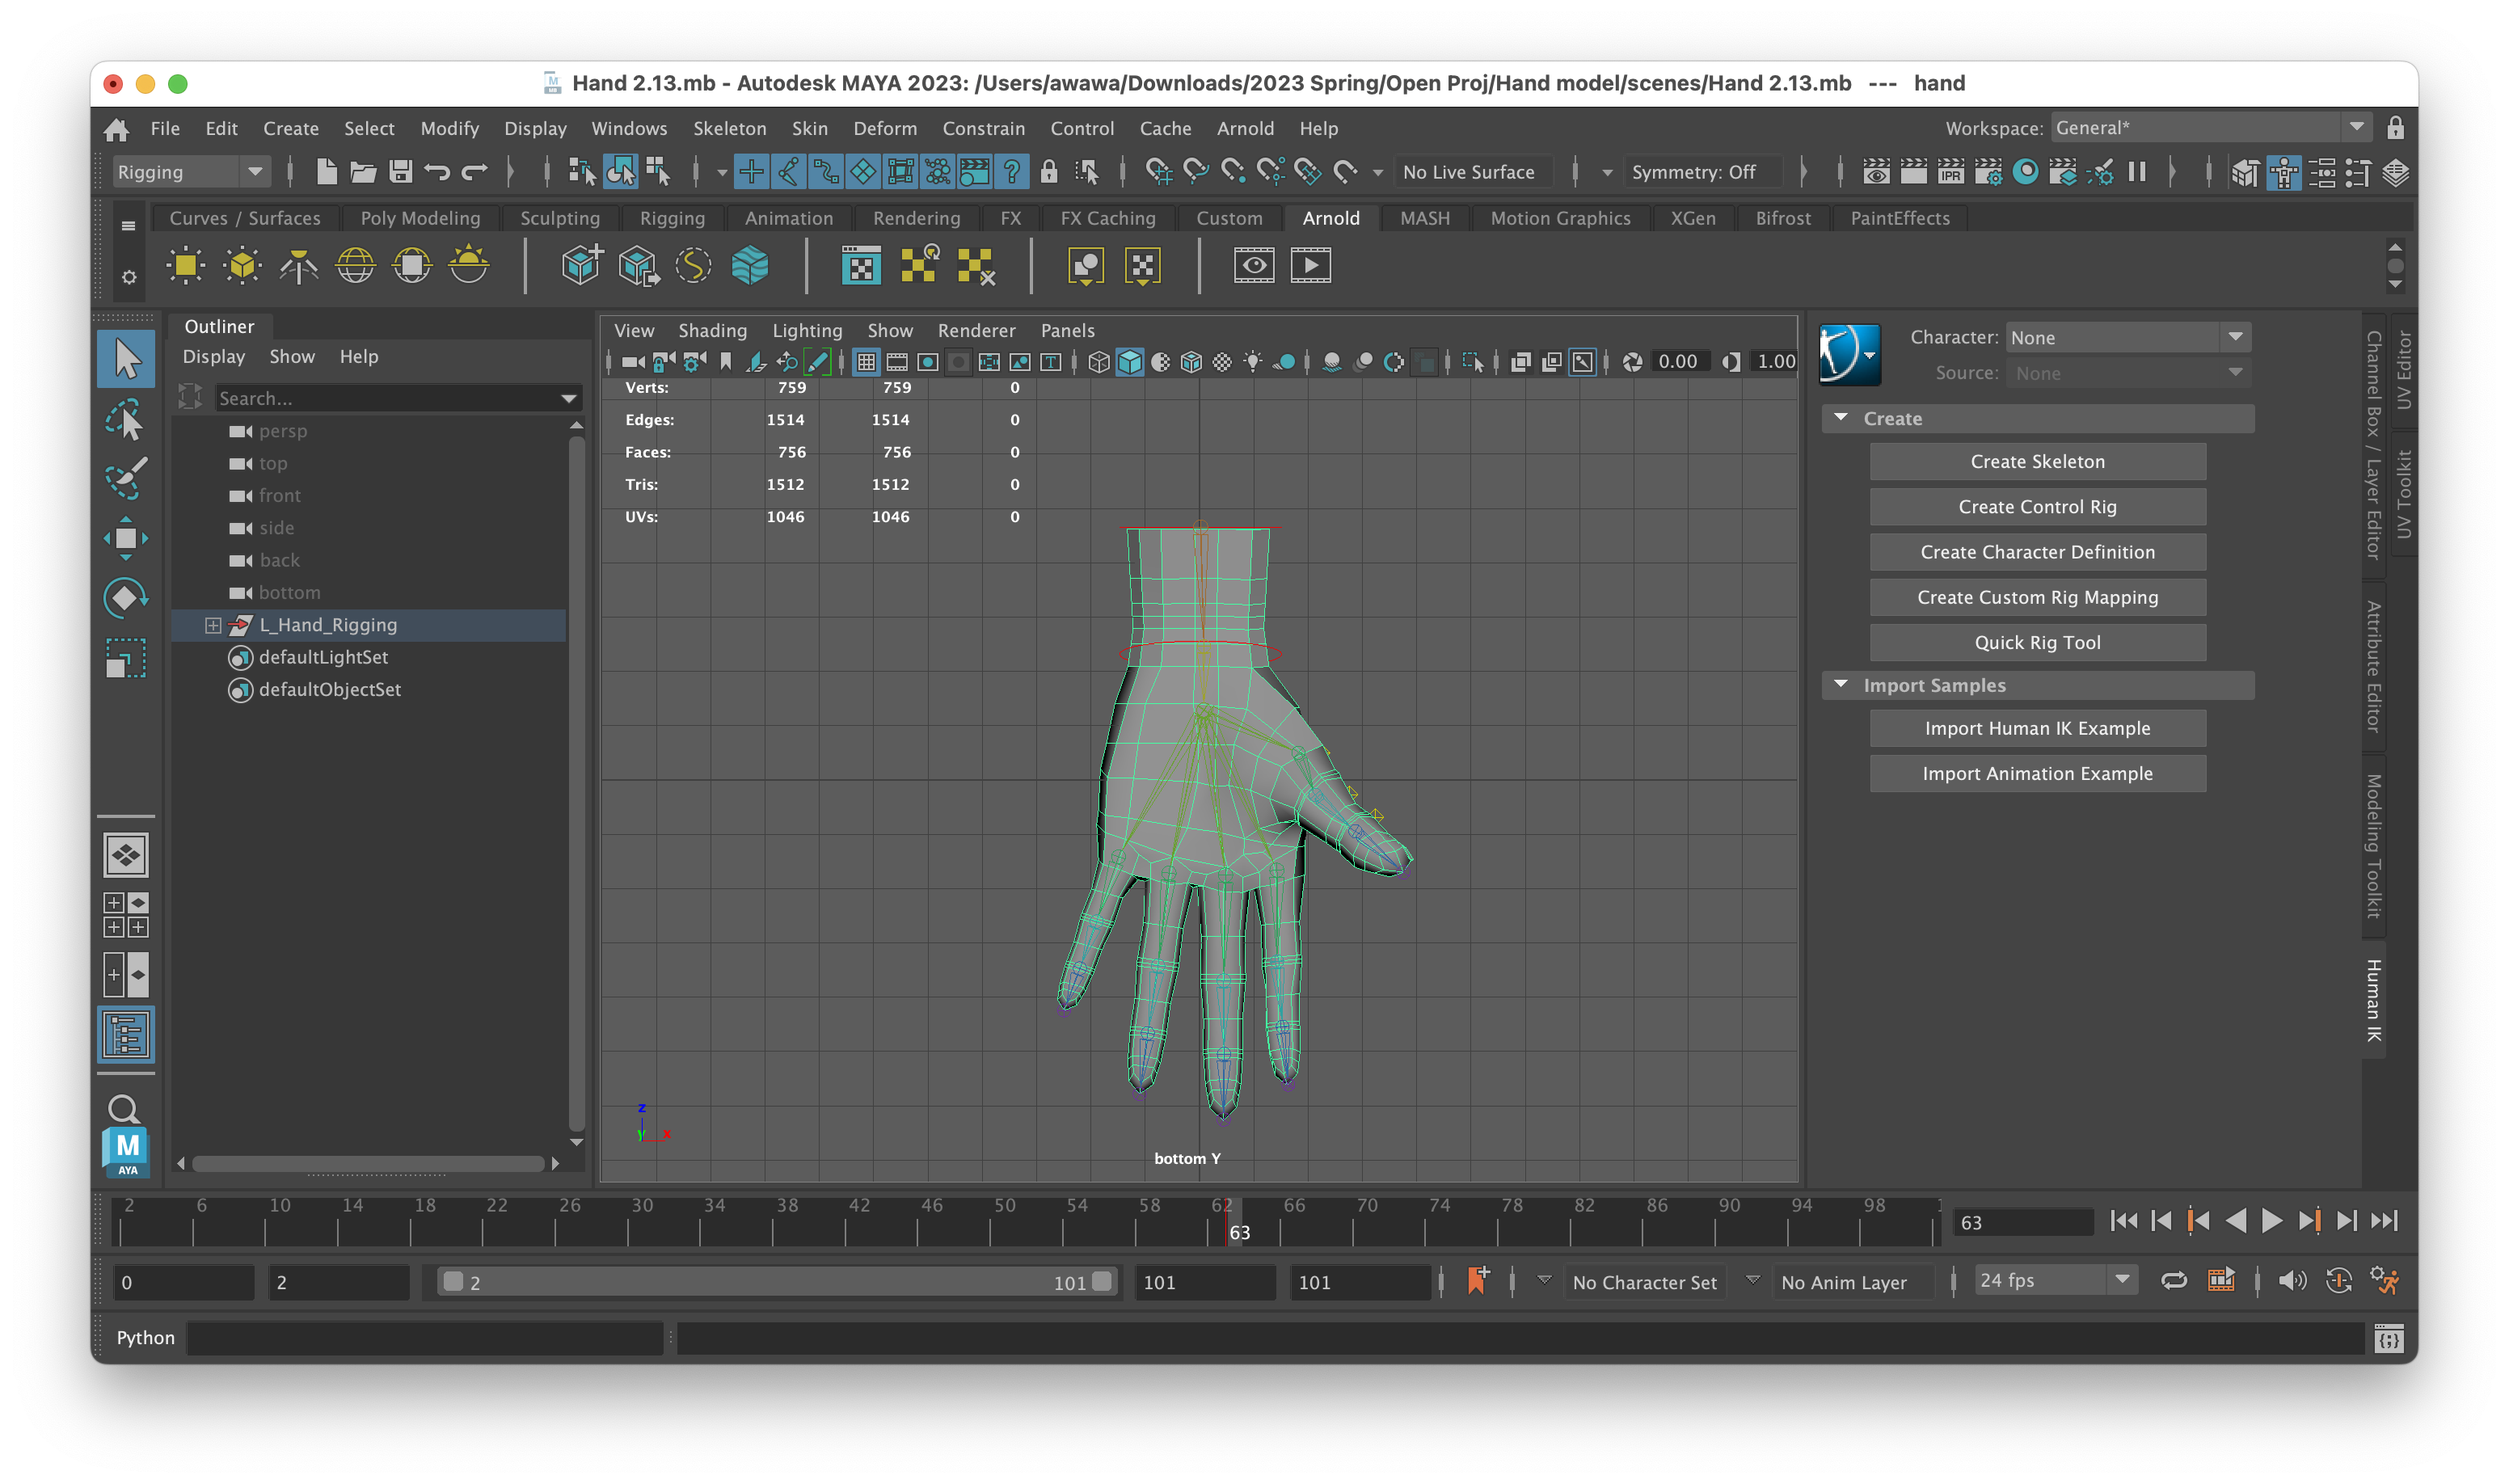 Hand 2.13.mb - Autodesk MAYA 2023: /Users/awawa/Downloads/2023 Spring/Open Proj/Hand model/scenes/Hand 2.13.mb --- hand
File Edit Create Select Modify Display Windows Skeleton Skin Deform Constrain Control Cache Arnold Help
Workspace: General*
Rigging
No Live Surface
Symmetry: Off
IPR
Curves / Surfaces Poly Modeling Sculpting Rigging Animation Rendering FX FX Caching Custom Arnold MASH Motion Graphics XGen Bifrost PaintEffects
Outliner
Display Show Help
Search...
persp
top
front
side
back
bottom
L_Hand_Rigging
defaultLightSet
defaultObjectSet
M
AYA
View Shading Lighting Show Renderer Panels
0.00
1.00
Verts: 759 759 0
Edges: 1514 1514 0
Faces: 756 756 0
Tris: 1512 1512 0
UVs: 1046 1046 0
z
y x
bottom Y
Character: None
Source: None
Create
Create Skeleton
Create Control Rig
Create Character Definition
Create Custom Rig Mapping
Quick Rig Tool
Import Samples
Import Human IK Example
Import Animation Example
Channel Box / Layer Editor
Attribute Editor
Modeling Toolkit
Human IK
UV Editor
UV Toolkit
2 6 10 14 18 22 26 30 34 38 42 46 50 54 58 62 66 70 74 78 82 86 90 94 98
63
63
0 2 2 101 101 101
No Character Set
No Anim Layer
24 fps
Python